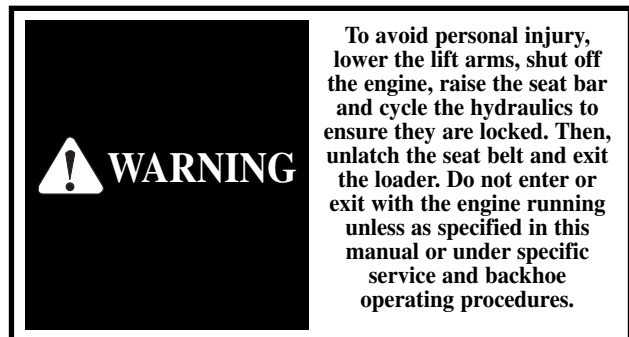 WARNING
To avoid personal injury,
lower the lift arms, shut off
the engine, raise the seat bar
and cycle the hydraulics to
ensure they are locked. Then,
unlatch the seat belt and exit
the loader. Do not enter or
exit with the engine running
unless as specified in this
manual or under specific
service and backhoe
operating procedures.